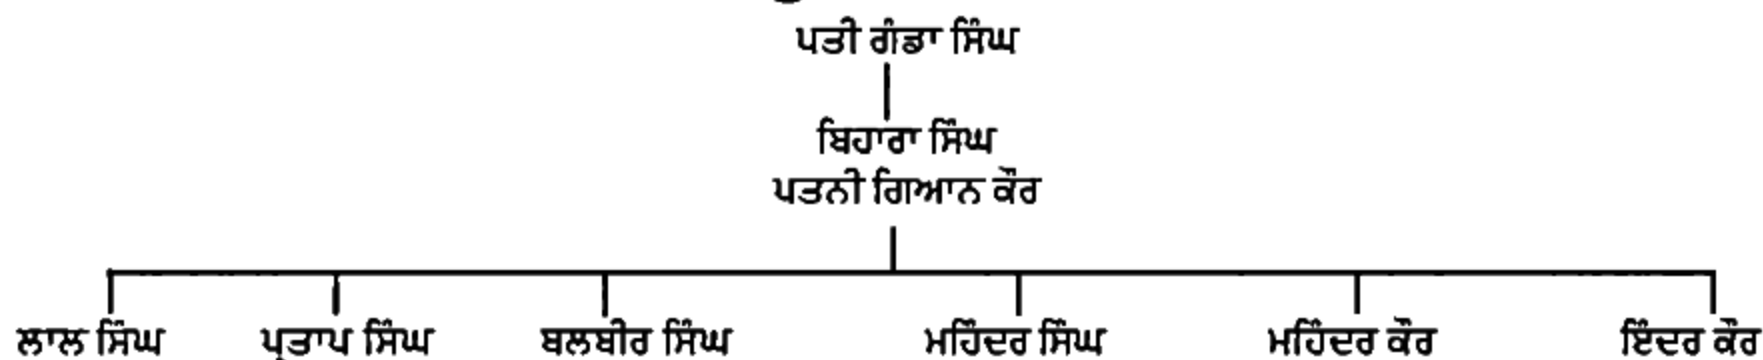 ਪਤੀ ਗੰਡਾ ਸਿੰਘ
ਬਿਹਾਰਾ ਸਿੰਘ
ਪਤਨੀ ਗਿਆਨ ਕੌਰ
ਲਾਲ ਸਿੰਘ ਪ੍ਰਤਾਪ ਸਿੰਘ ਬਲਬੀਰ ਸਿੰਘ ਮਹਿੰਦਰ ਸਿੰਘ ਮਹਿੰਦਰ ਕੌਰ ਇੰਦਰ ਕੌਰ